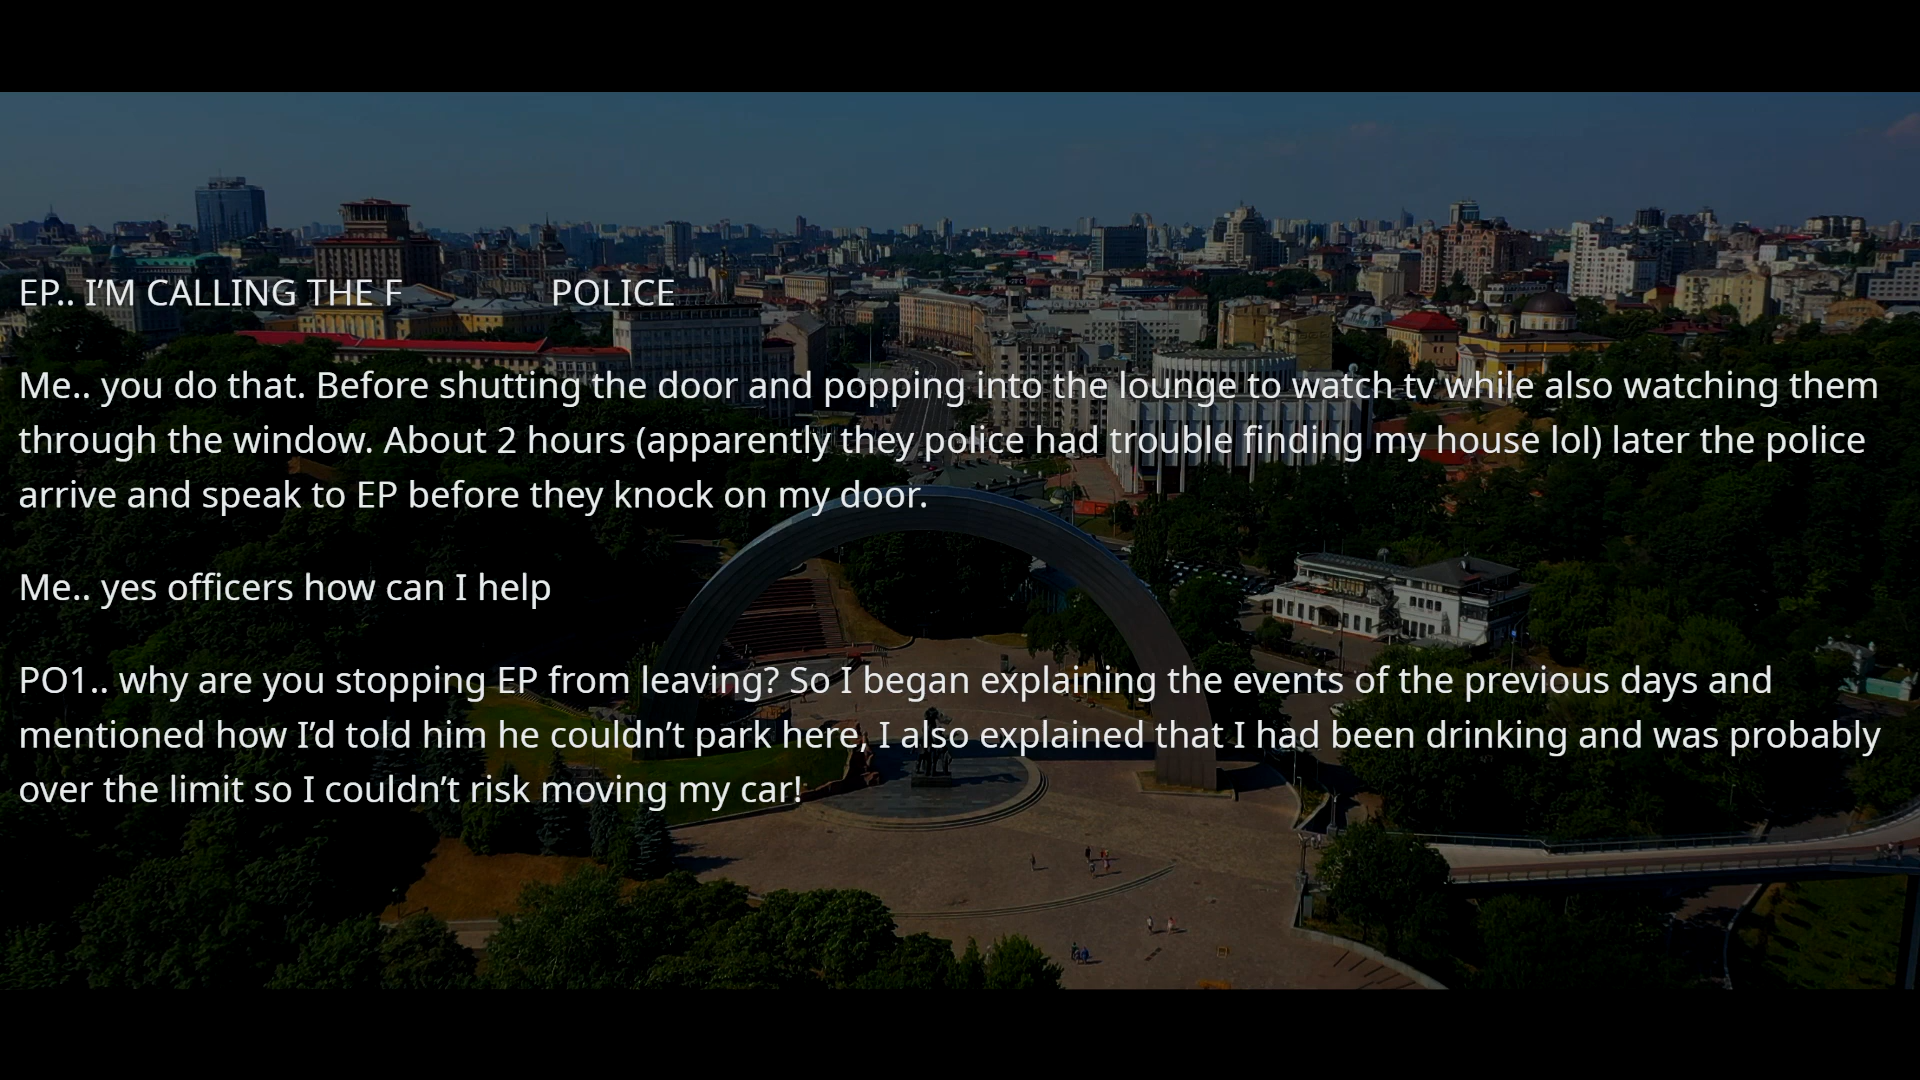 EP.. I’M CALLING THE F POLICE
Me.. you do that. Before shutting the door and popping into the lounge to watch tv while also watching them
through the window. About 2 hours (apparently they police had trouble finding my house lol) later the police
arrive and speak to EP before they knock on my door.
Me.. yes officers how can I help
PO1.. why are you stopping EP from leaving? So I began explaining the events of the previous days and
mentioned how I’d told him he couldn’t park here, I also explained that I had been drinking and was probably
over the limit so I couldn’t risk moving my car!